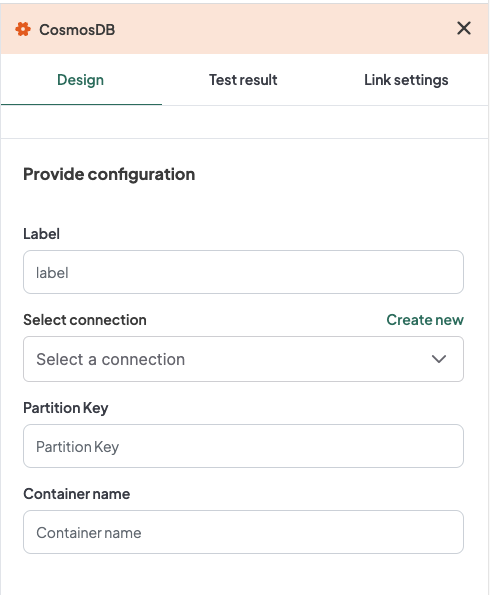 CosmosDB
Design Test result Link settings
Provide configuration
Label
label
Select connection Create new
Select a connection
Partition Key
Partition Key
Container name
Container name